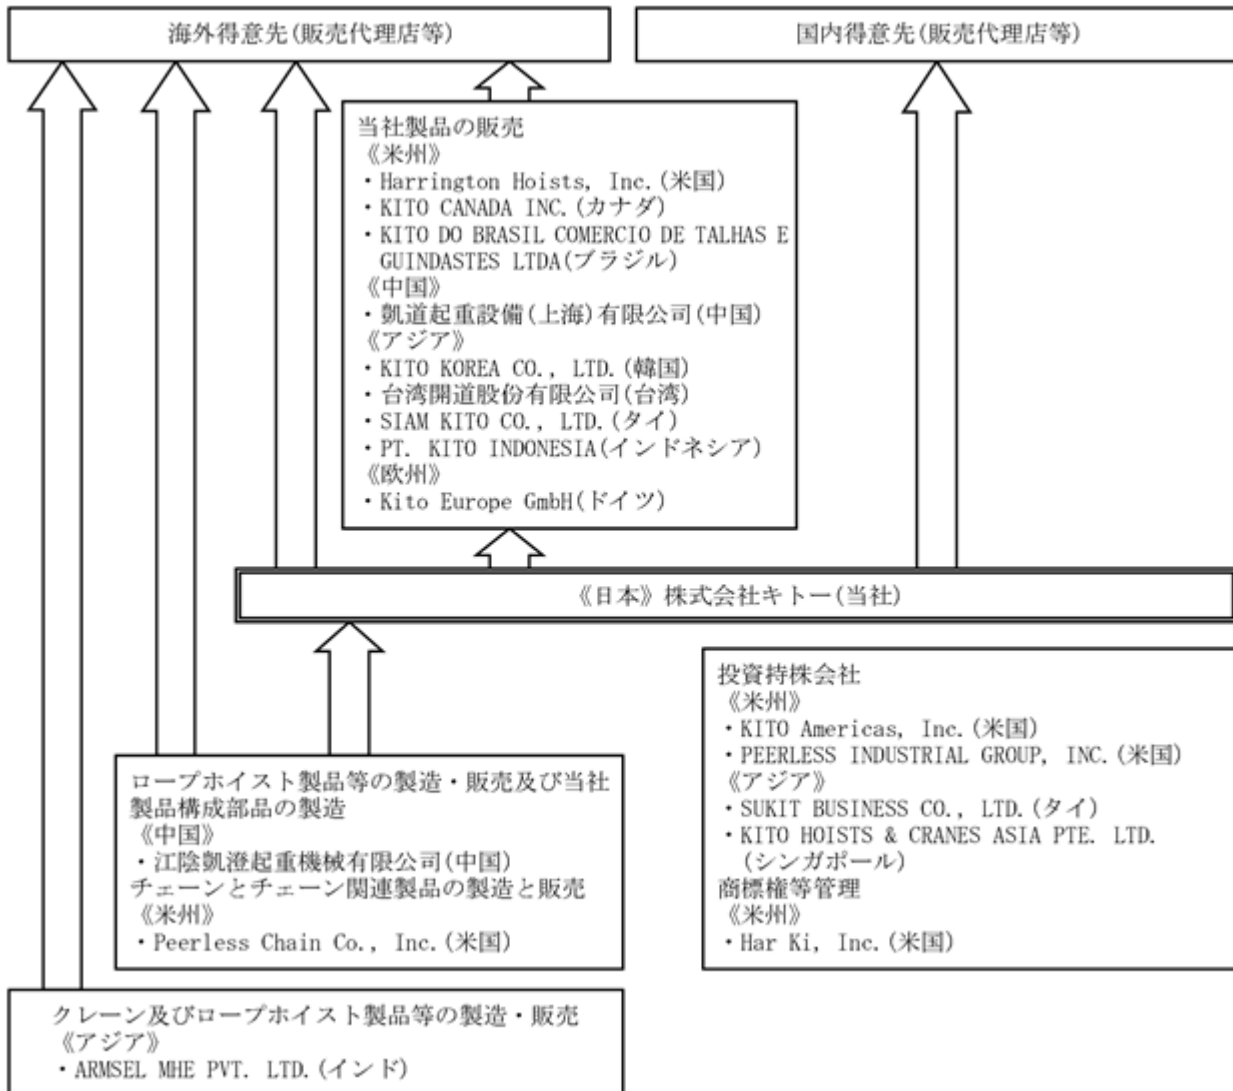 海外得意先(販売代理店等)
国内得意先(販売代理店等)
当社製品の販売
《米州》
・Harrington Hoists, Inc.(米国)
・KITO CANADA INC.(カナダ)
・KITO DO BRASIL COMERCIO DE TALHAS E
GUINDASTES LTDA(ブラジル)
《中国》
・凱道起重設備(上海)有限公司(中国)
《アジア》
・KITO KOREA CO., LTD.(韓国)
・台湾開道股份有限公司(台湾)
・SIAM KITO CO., LTD.(タイ)
・PT. KITO INDONESIA(インドネシア)
《欧州》
・Kito Europe GmbH(ドイツ)
《日本》株式会社キトー(当社)
ロープホイスト製品等の製造・販売及び当社
製品構成部品の製造
《中国》
・江陰凱澄起重機械有限公司(中国)
チェーンとチェーン関連製品の製造と販売
《米州》
・Peerless Chain Co., Inc.(米国)
投資持株会社
《米州》
・KITO Americas, Inc.(米国)
・PEERLESS INDUSTRIAL GROUP, INC.(米国)
《アジア》
・SUKIT BUSINESS CO., LTD.(タイ)
・KITO HOISTS & CRANES ASIA PTE. LTD.
(シンガポール)
商標権等管理
《米州》
・Har Ki, Inc.(米国)
クレーン及びロープホイスト製品等の製造・販売
《アジア》
・ARMSEL MHE PVT. LTD.(インド)